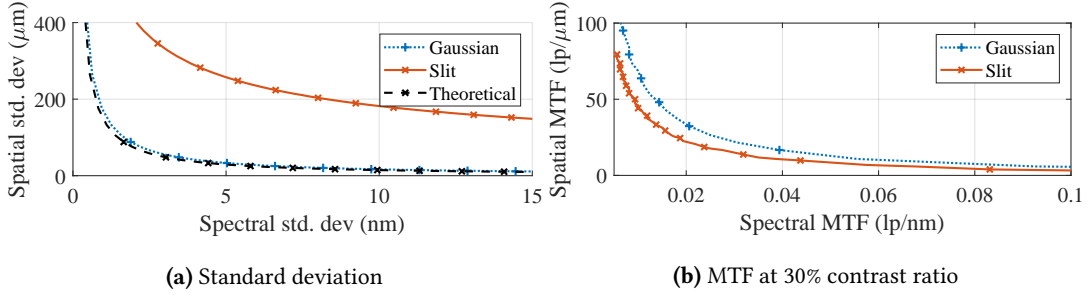 400
200
0
Spatial std. dev (μm)
0
5
10
15
Spectral std. dev (nm)
Gaussian
Slit
Theoretical
(a) Standard deviation
100
50
0
Spatial MTF (lp/μm)
0.02
0.04
0.06
0.08
0.1
Spectral MTF (lp/nm)
Gaussian
Slit
(b) MTF at 30% contrast ratio